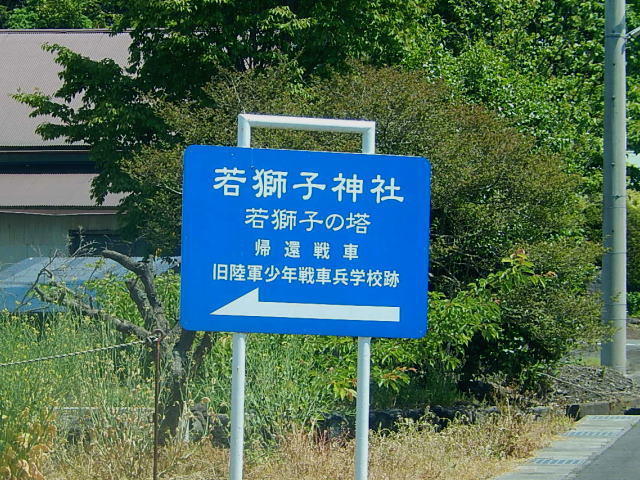 若獅子神社
若獅子の塔
帰還戦車
旧陸軍少年戦車兵学校跡